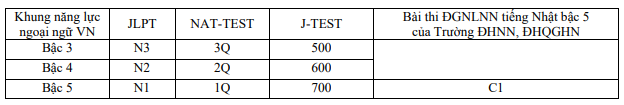 Khung năng lực ngoại ngữ VN | JLPT | NAT-TEST | J-TEST | Bài thi ĐGNLNN tiếng Nhật bậc 5 của Trường ĐHNN, ĐHQGHN
Bậc 3 | N3 | 3Q | 500
Bậc 4 | N2 | 2Q | 600
Bậc 5 | N1 | 1Q | 700 | C1